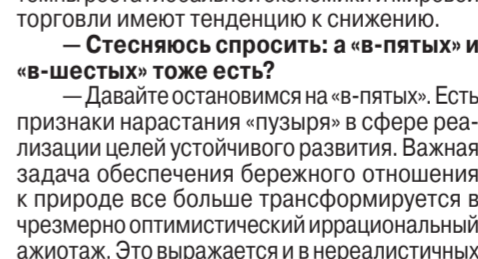 темпы роста глобальной экономики и мировой
торговли имеют тенденцию к снижению.
— Стесняюсь спросить: а «в-пятых» и
«в-шестых» тоже есть?
— Давайте остановимся на «в-пятых». Есть
признаки нарастания «пузыря» в сфере реа-
лизации целей устойчивого развития. Важная
задача обеспечения бережного отношения
к природе все больше трансформируется в
чрезмерно оптимистический иррациональный
ажиотаж. Это выражается и в нереалистичных